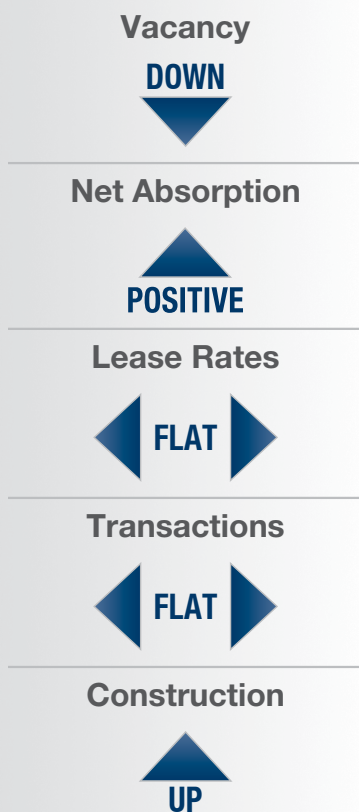 Vacancy
DOWN
Net Absorption
POSITIVE
Lease Rates
FLAT
Transactions
FLAT
Construction
UP